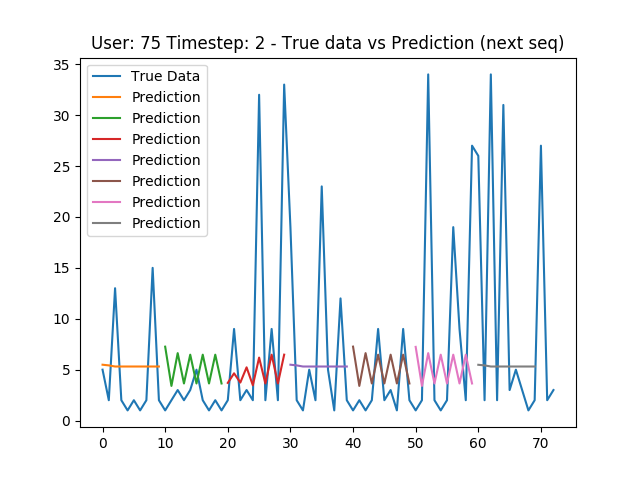 User: 75 Timestep: 2 - True data vs Prediction (next seq)
35
30
25
20
15
10
5
0
True Data
Prediction
Prediction
Prediction
Prediction
Prediction
Prediction
Prediction
0 10 20 30 40 50 60 70